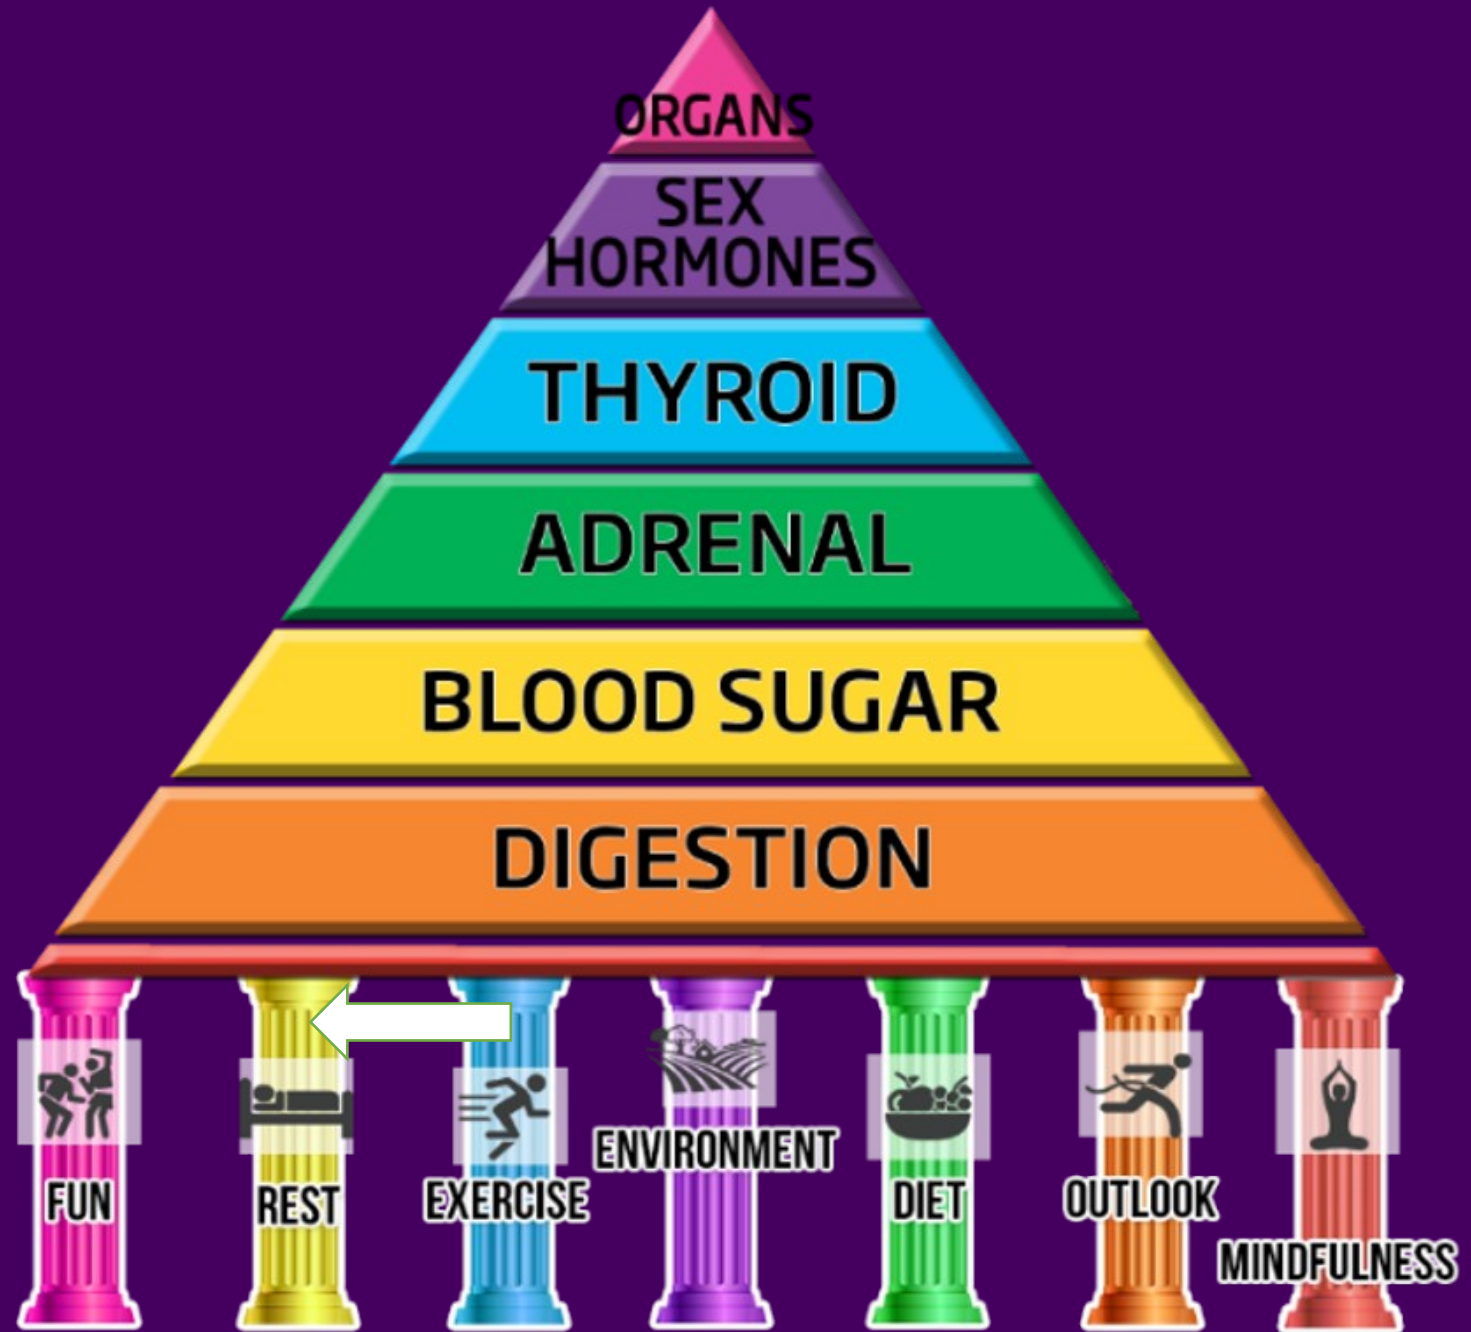 ORGANS
SEX
HORMONES
THYROID
ADRENAL
BLOOD SUGAR
DIGESTION
FUN
REST
EXERCISE
ENVIRONMENT
DIET
OUTLOOK
MINDFULNESS